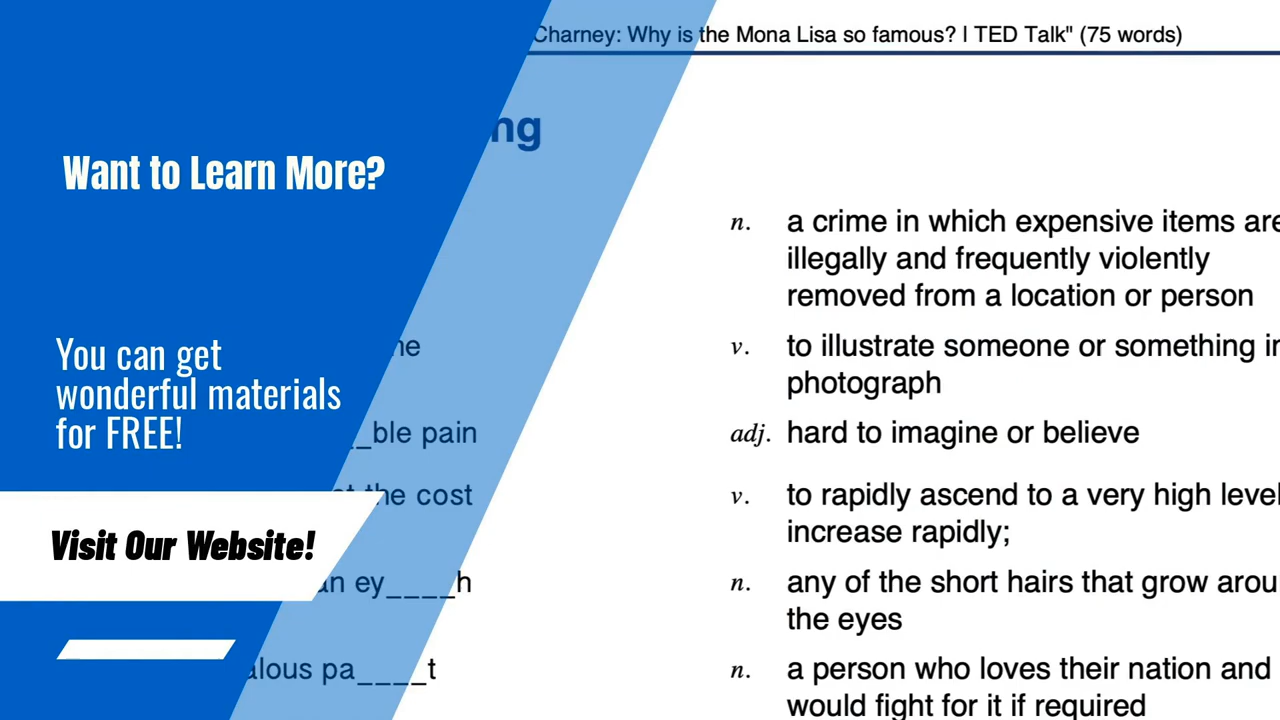 Charney: Why is the Mona Lisa so famous? | TED Talk" (75 words)
ng
Want to Learn More?
You can get
wonderful materials
for FREE!
Visit Our Website!
n. a crime in which expensive items are
illegally and frequently violently
removed from a location or person
ne v. to illustrate someone or something in
photograph
_ble pain adj. hard to imagine or believe
the cost v. to rapidly ascend to a very high level
increase rapidly;
an ey____h n. any of the short hairs that grow arou
the eyes
alous pa____t n. a person who loves their nation and
would fight for it if required